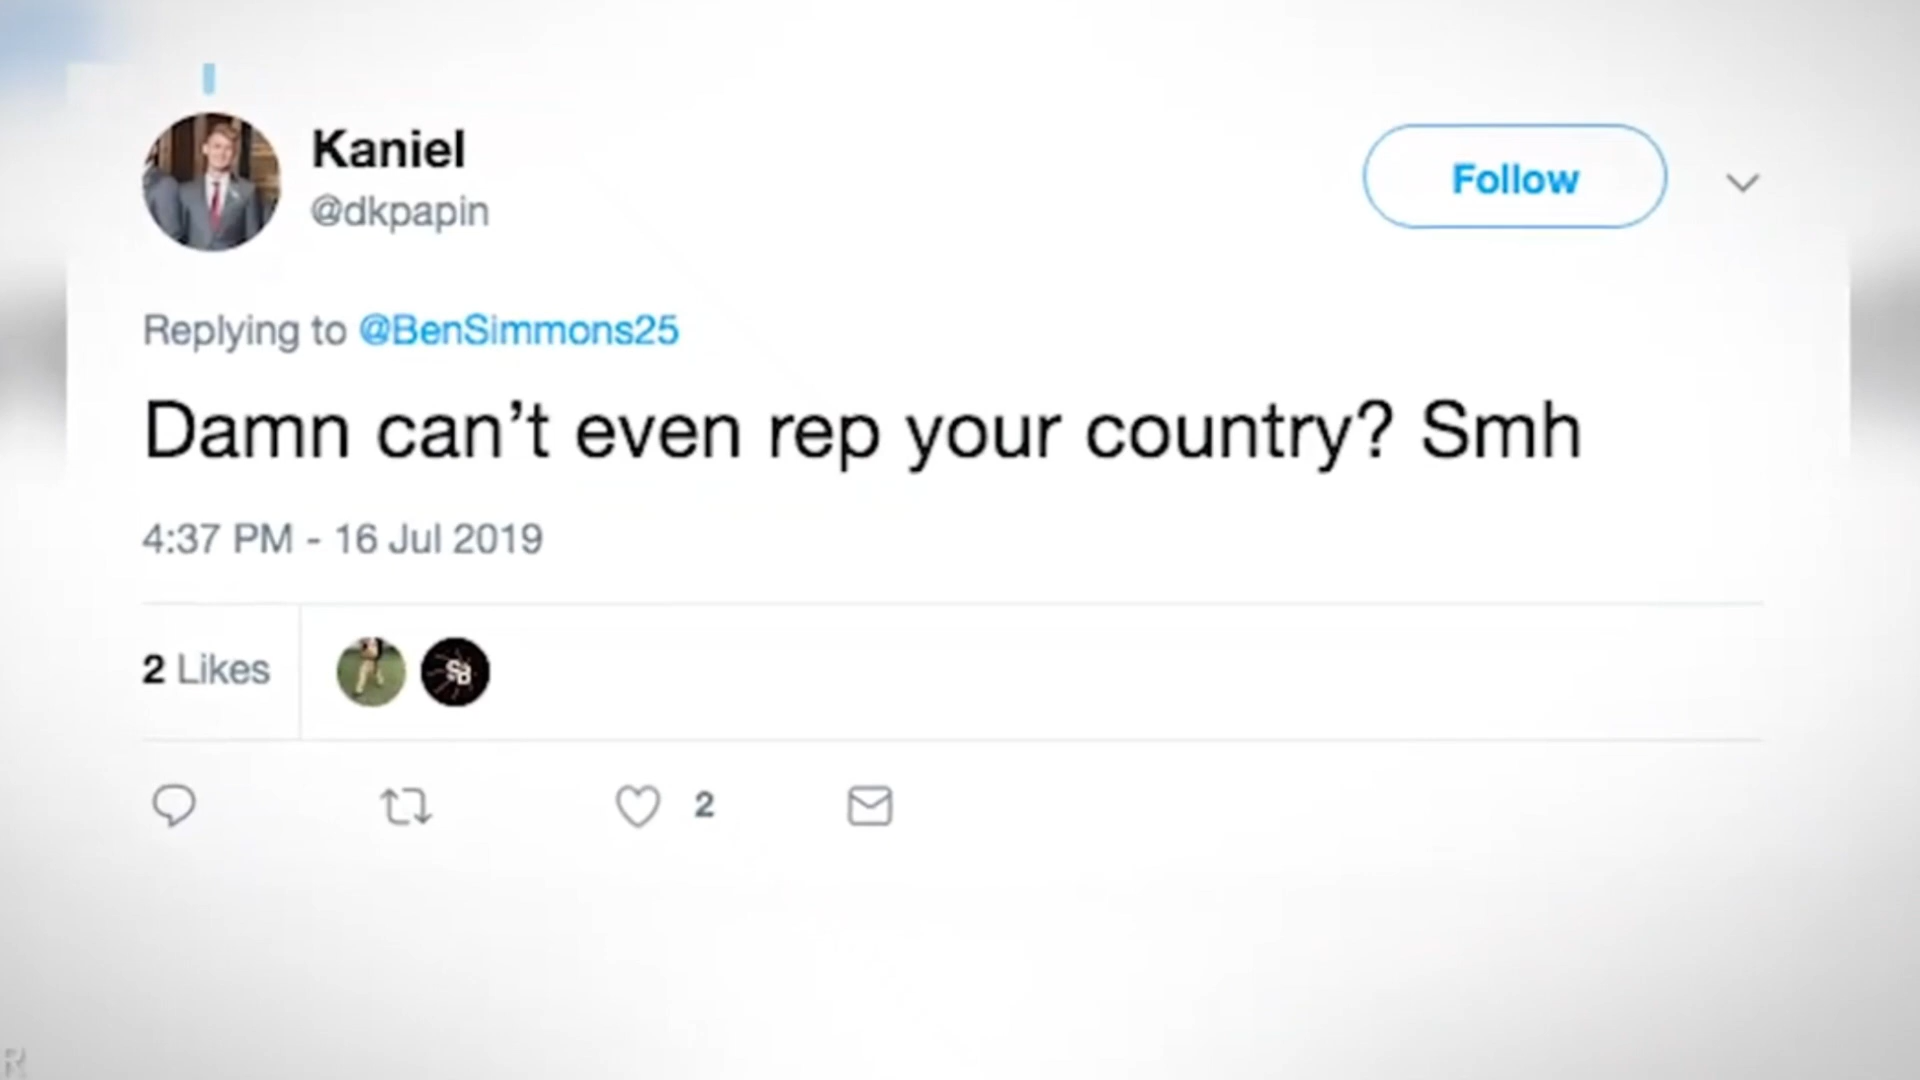 Kaniel
@dkpapin
Follow
Replying to @BenSimmons25
Damn can’t even rep your country? Smh
4:37 PM - 16 Jul 2019
2 Likes
SB
2
R